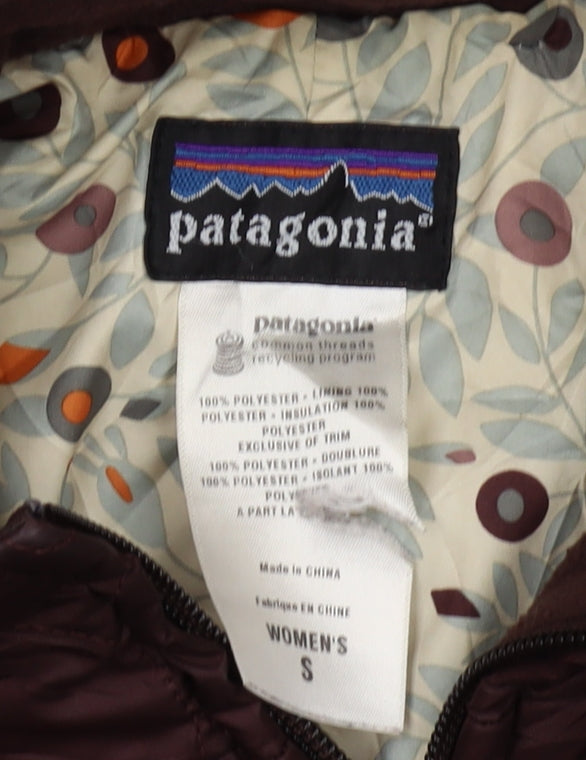 patagonia®
patagonia
common threads
recycling program
100% POLYESTER - LINING 100%
POLYESTER - INSULATION 100%
POLYESTER
EXCLUSIVE OF TRIM
100% POLYESTER - DOUBLURE
100% POLYESTER - ISOLANT 100%
A PART
Made in CHINA
Fabriqué EN CHINE
WOMEN'S
S